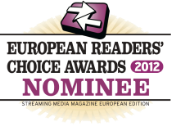 EUROPEAN READERS'
CHOICE AWARDS 2012
NOMINEE
STREAMING MEDIA MAGAZINE EUROPEAN EDITION